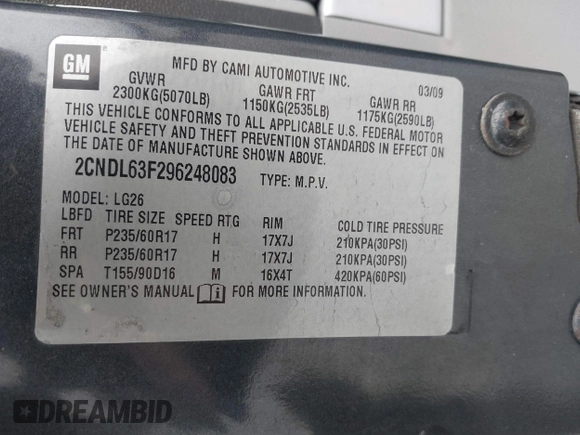 GM
MFD BY CAMI AUTOMOTIVE INC.
GVWR GAWR FRT GAWR RR 03/09
2300KG(5070LB) 1150KG(2535LB) 1175KG(2590LB)
THIS VEHICLE CONFORMS TO ALL APPLICABLE U.S. FEDERAL MOTOR
VEHICLE SAFETY AND THEFT PREVENTION STANDARDS IN EFFECT ON
THE DATE OF MANUFACTURE SHOWN ABOVE.
2CNDL63F296248083 TYPE: M.P.V.
MODEL: LG26
LBFD TIRE SIZE SPEED RTG RIM COLD TIRE PRESSURE
FRT P235/60R17 H 17X7J 210KPA(30PSI)
RR P235/60R17 H 17X7J 210KPA(30PSI)
SPA T155/90D16 M 16X4T 420KPA(60PSI)
SEE OWNER'S MANUAL FOR MORE INFORMATION.
DREAMBID